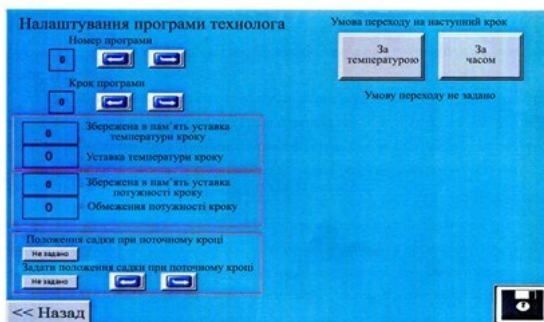 Налаштування програми технолога
Номер програми
0
Крок програми
0
0
Збережена в пам'ять уставка
температури кроку
0
Уставка температури кроку
0
Збережена в пам'ять уставка
потужності кроку
0
Обмеження потужності кроку
Положення садки при поточному кроці
Не задано
Задати положення садки при поточному кроці
Не задано
<< Назад
Умова переходу на наступний крок
За
температурою
За
часом
Умову переходу не задано